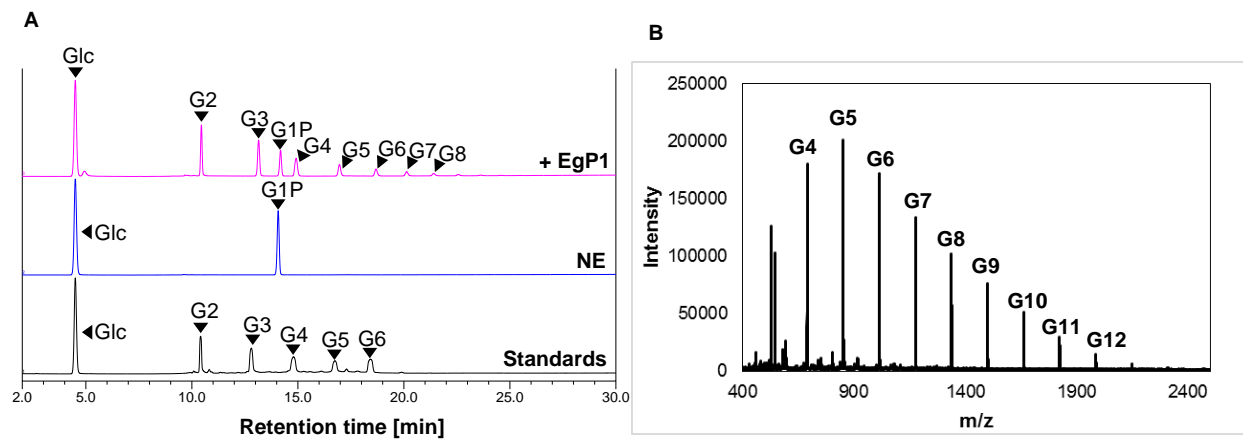 A
Glc
G2
G3
G1P
G4
G5
G6
G7
G8
+ EgP1
G1P
Glc
NE
Glc
G2
G3
G4
G5
G6
Standards
2.0
5.0
10.0
15.0
20.0
25.0
30.0
Retention time [min]
B
250000
200000
150000
100000
50000
0
Intensity
G4
G5
G6
G7
G8
G9
G10
G11
G12
400
900
1400
1900
2400
m/z